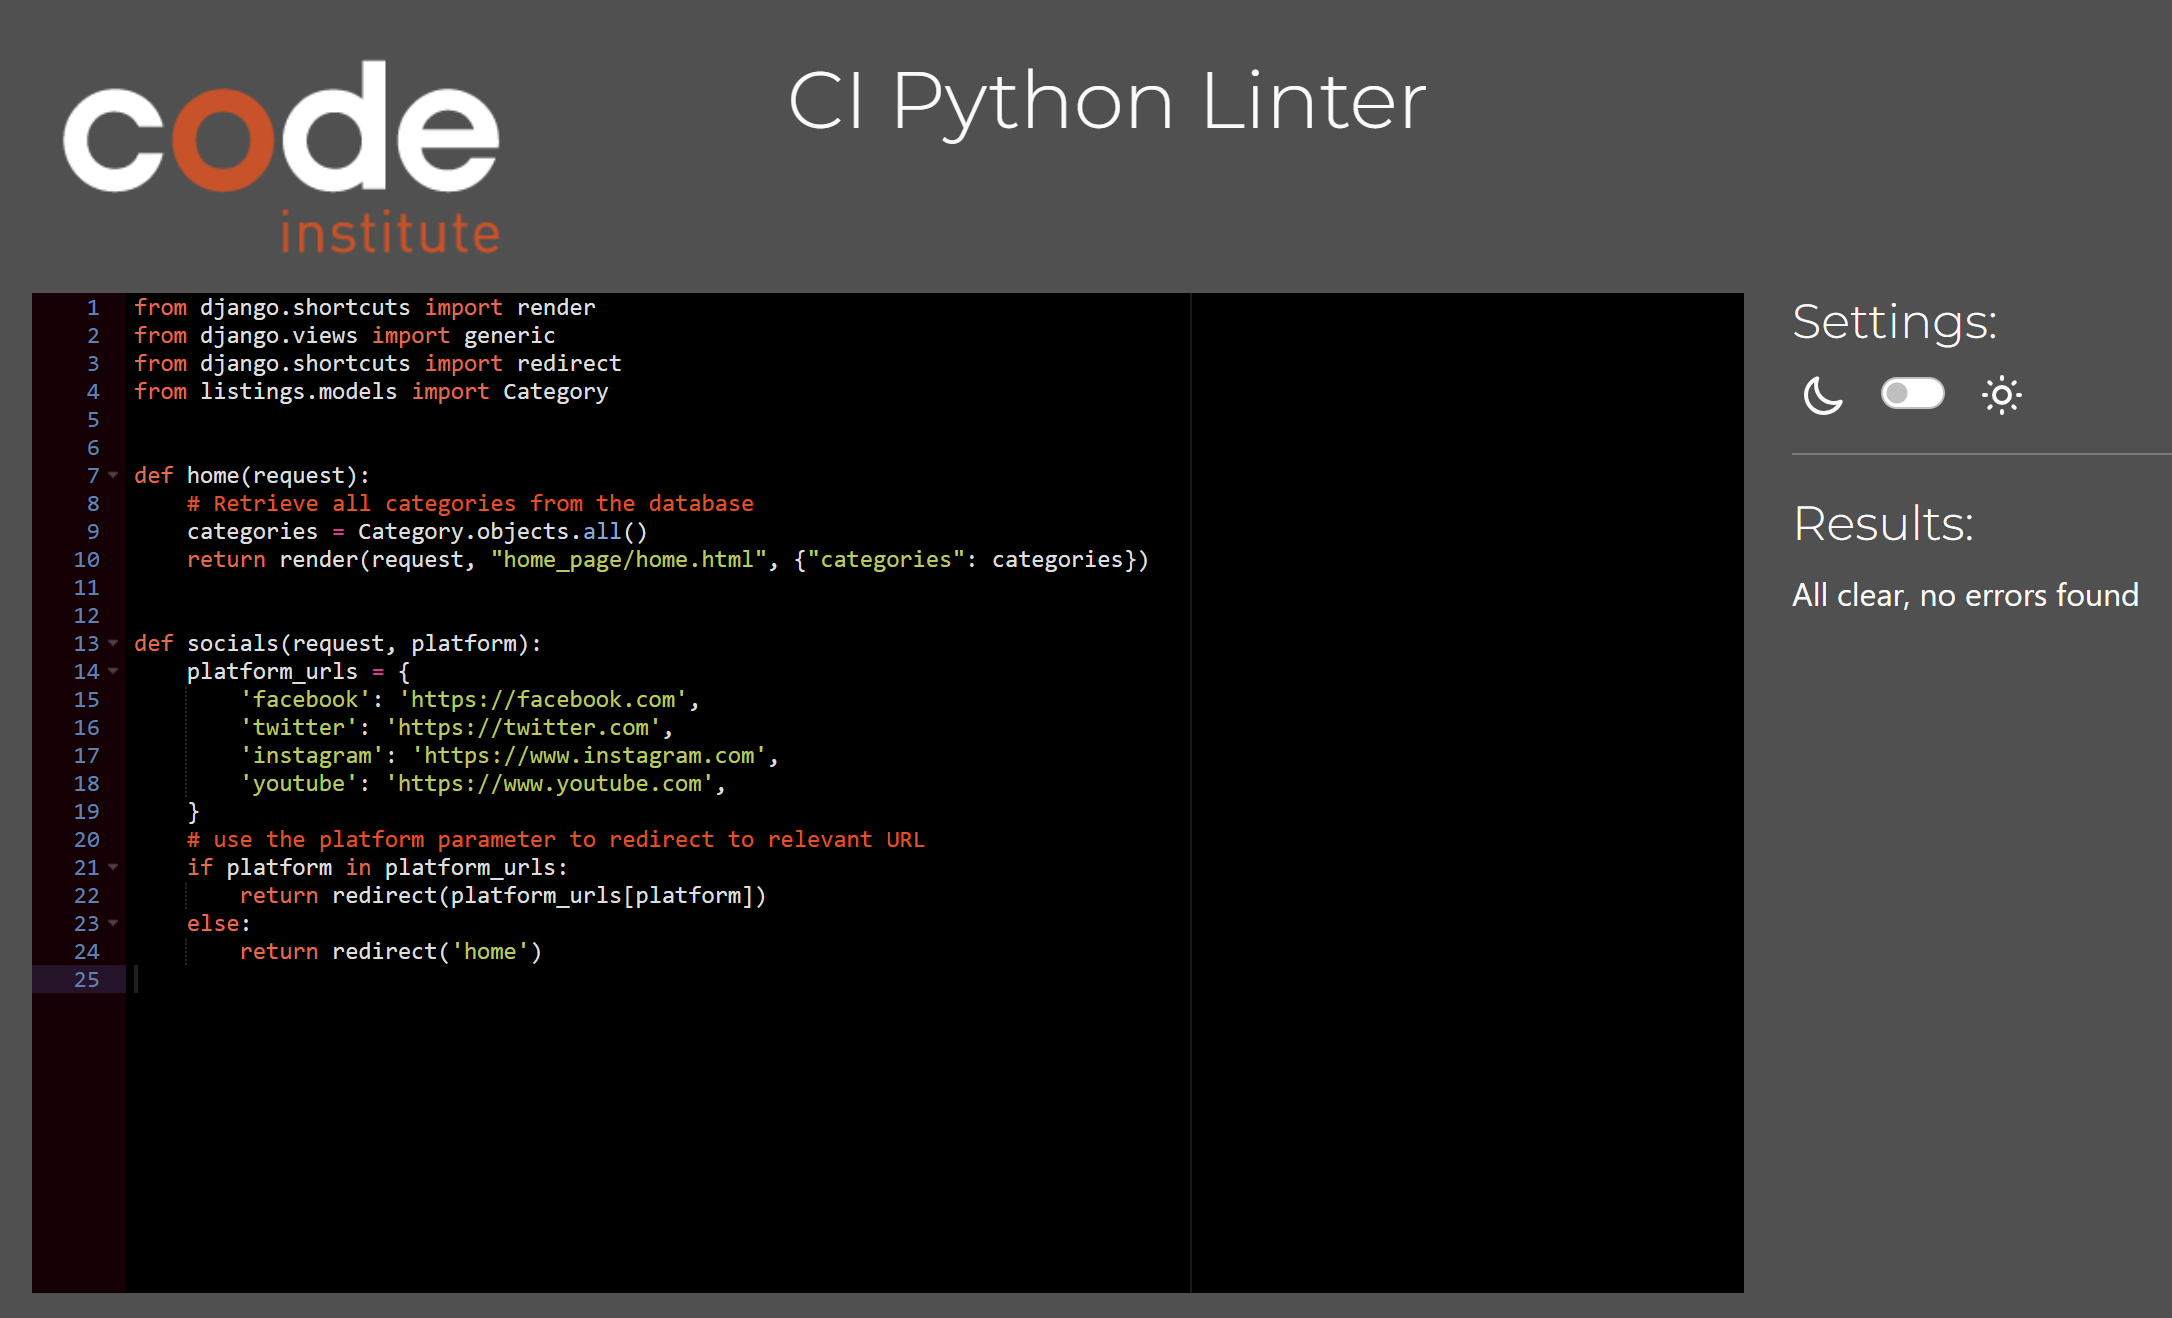 code
institute
CI Python Linter
1 from django.shortcuts import render
2 from django.views import generic
3 from django.shortcuts import redirect
4 from listings.models import Category
5
6
7 def home(request):
8     # Retrieve all categories from the database
9     categories = Category.objects.all()
10     return render(request, "home_page/home.html", {"categories": categories})
11
12
13 def socials(request, platform):
14     platform_urls = {
15         'facebook': 'https://facebook.com',
16         'twitter': 'https://twitter.com',
17         'instagram': 'https://www.instagram.com',
18         'youtube': 'https://www.youtube.com',
19     }
20     # use the platform parameter to redirect to relevant URL
21     if platform in platform_urls:
22         return redirect(platform_urls[platform])
23     else:
24         return redirect('home')
25
Settings:
Results:
All clear, no errors found